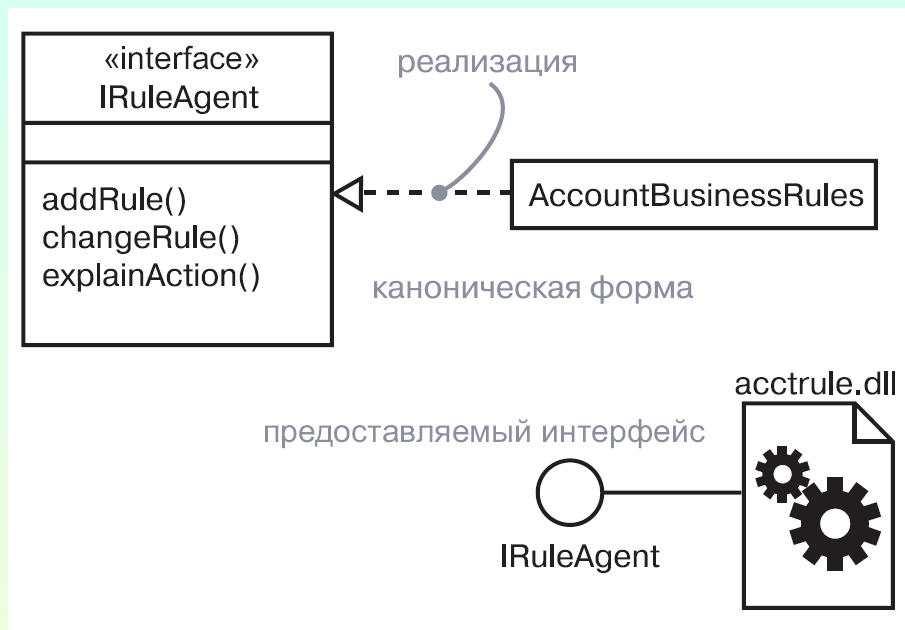 «interface»
IRuleAgent
addRule()
changeRule()
explainAction()
реализация
AccountBusinessRules
каноническая форма
acctrule.dll
предоставляемый интерфейс
IRuleAgent